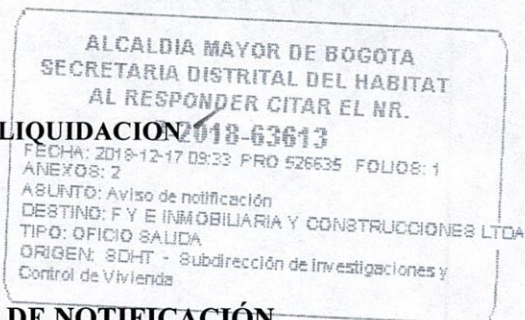 ALCALDIA MAYOR DE BOGOTA
SECRETARIA DISTRITAL DEL HABITAT
AL RESPONDER CITAR EL NR.
LIQUIDACION 2018-63613
FECHA: 2018-12-17 09:33 PRO 526635 FOLIOS: 1
ANEXOS: 2
ASUNTO: Aviso de notificación
DESTINO: F Y E INMOBILIARIA Y CONSTRUCCIONES LTDA
TIPO: OFICIO SALIDA
ORIGEN: SDHT - Subdirección de Investigaciones y
Control de Vivienda
DE NOTIFICACIÓN